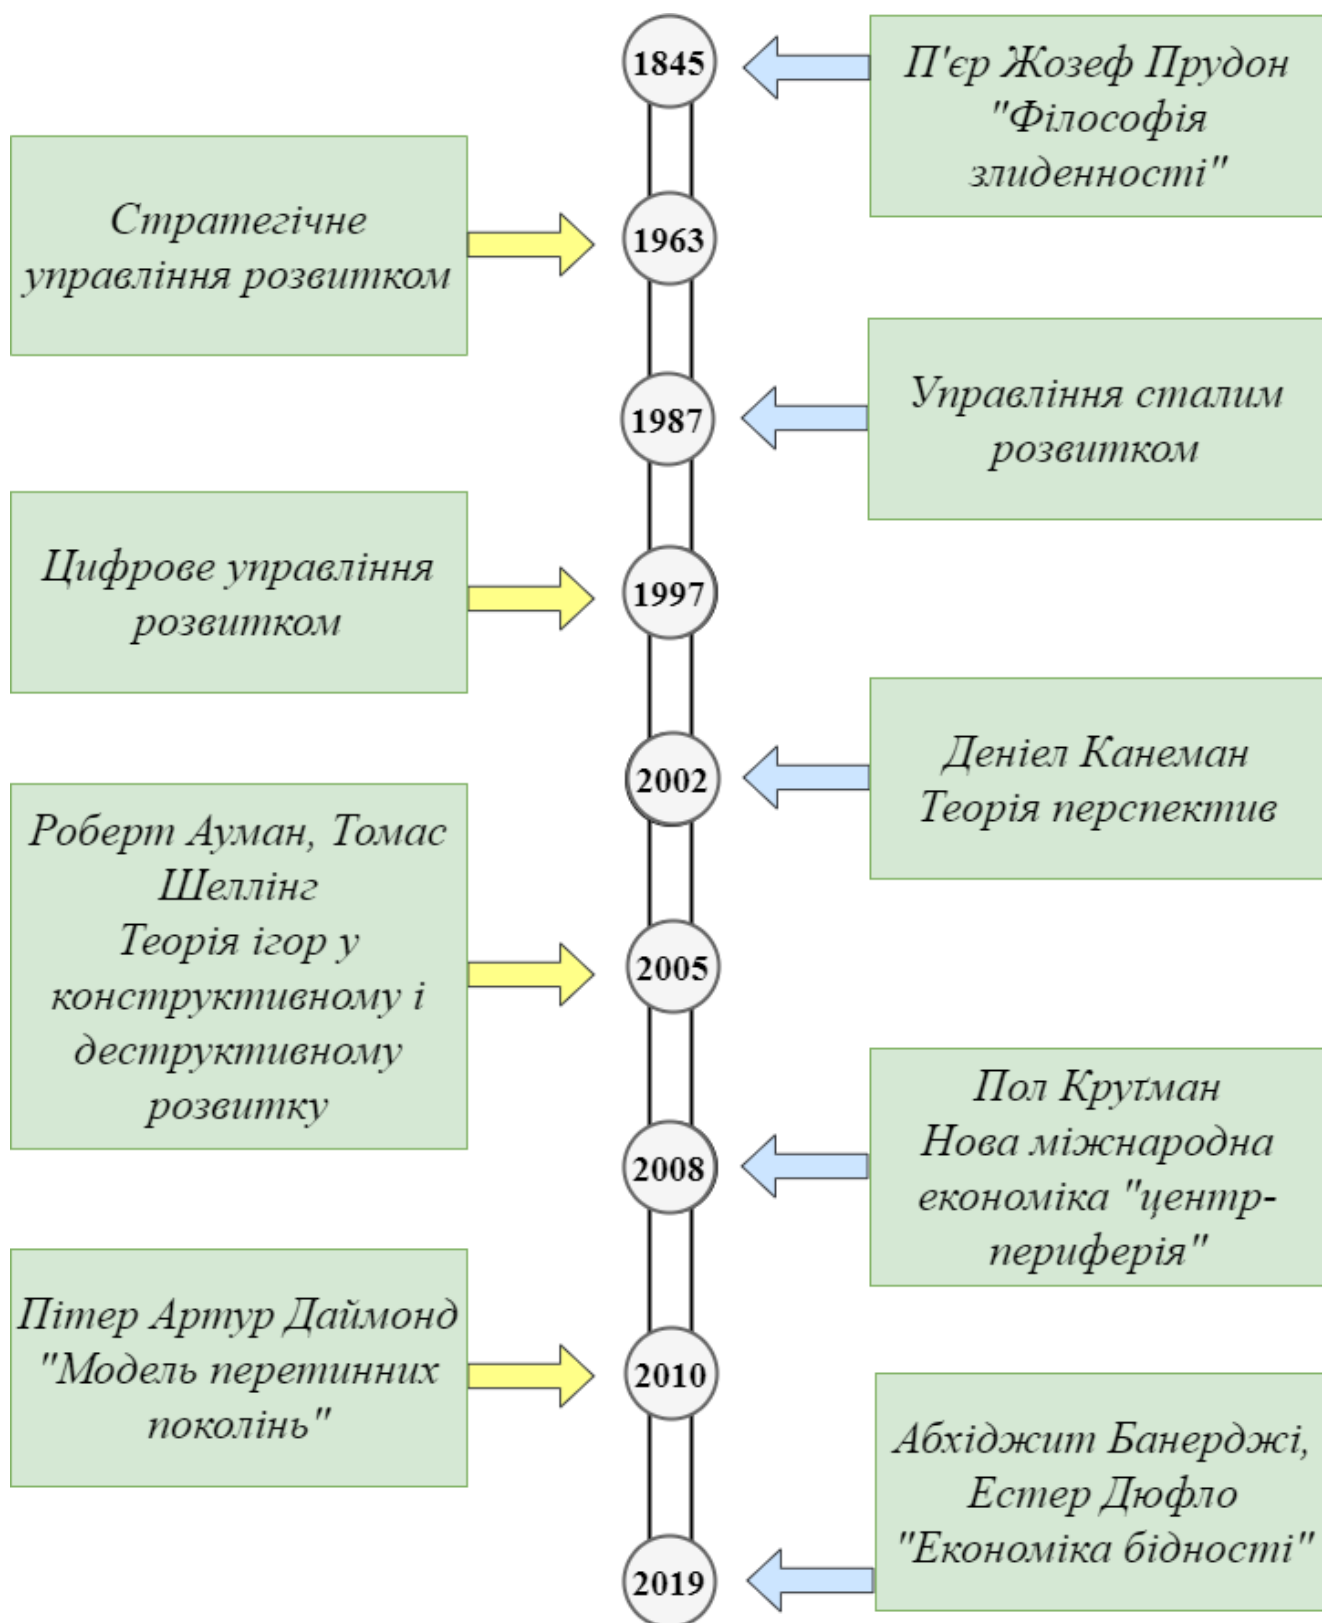 1845
П'єр Жозеф Прудон
"Філософія
злиденності"
Стратегічне
управління розвитком
1963
Управління сталим
розвитком
1987
Цифрове управління
розвитком
1997
Деніел Канеман
Теорія перспектив
2002
Роберт Ауман, Томас
Шеллінг
Теорія ігор у
конструктивному і
деструктивному
розвитку
2005
Пол Круґман
Нова міжнародна
економіка "центр-
периферія"
2008
Пітер Артур Даймонд
"Модель перетинних
поколінь"
2010
Абхіджит Банерджі,
Естер Дюфло
"Економіка бідності"
2019